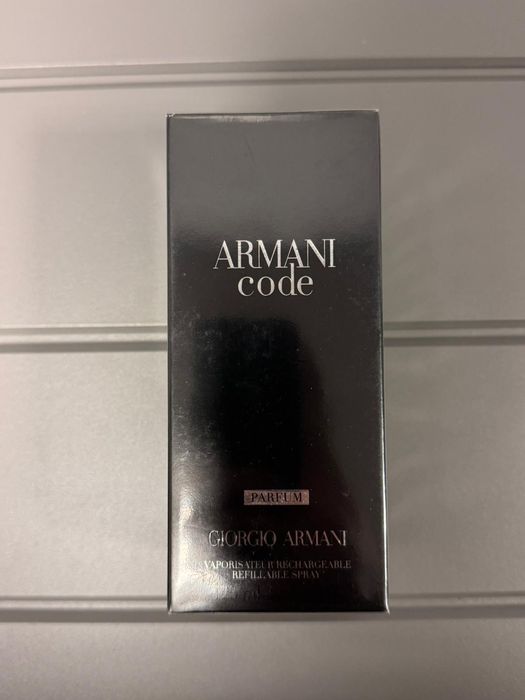 ARMANI
code
PARFUM
GIORGIO ARMANI
VAPORISATEUR RECHARGEABLE
REFILLABLE SPRAY